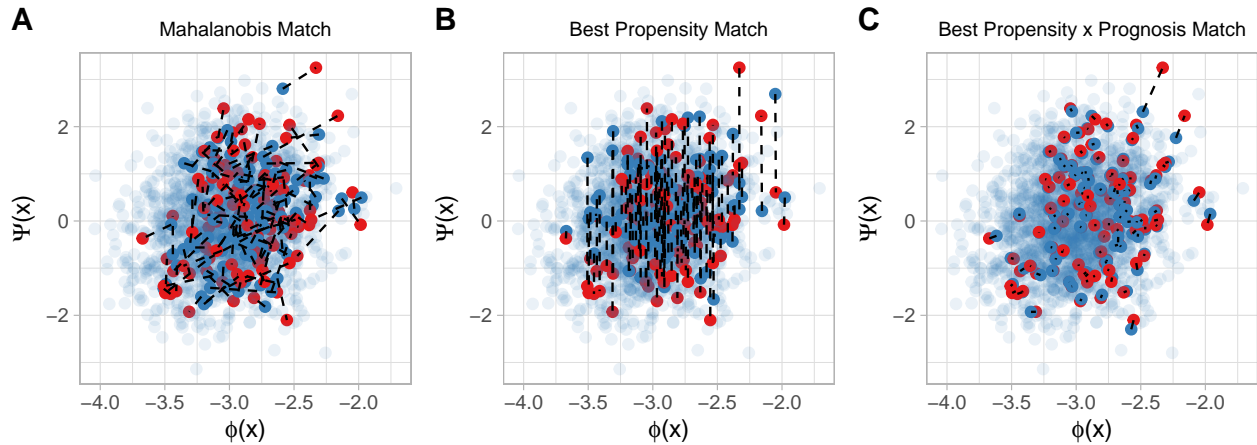 A Mahalanobis Match
Ψ(x)
2
0
−2
−4.0 −3.5 −3.0 −2.5 −2.0
ϕ(x)
B Best Propensity Match
Ψ(x)
2
0
−2
−4.0 −3.5 −3.0 −2.5 −2.0
ϕ(x)
C Best Propensity x Prognosis Match
Ψ(x)
2
0
−2
−4.0 −3.5 −3.0 −2.5 −2.0
ϕ(x)